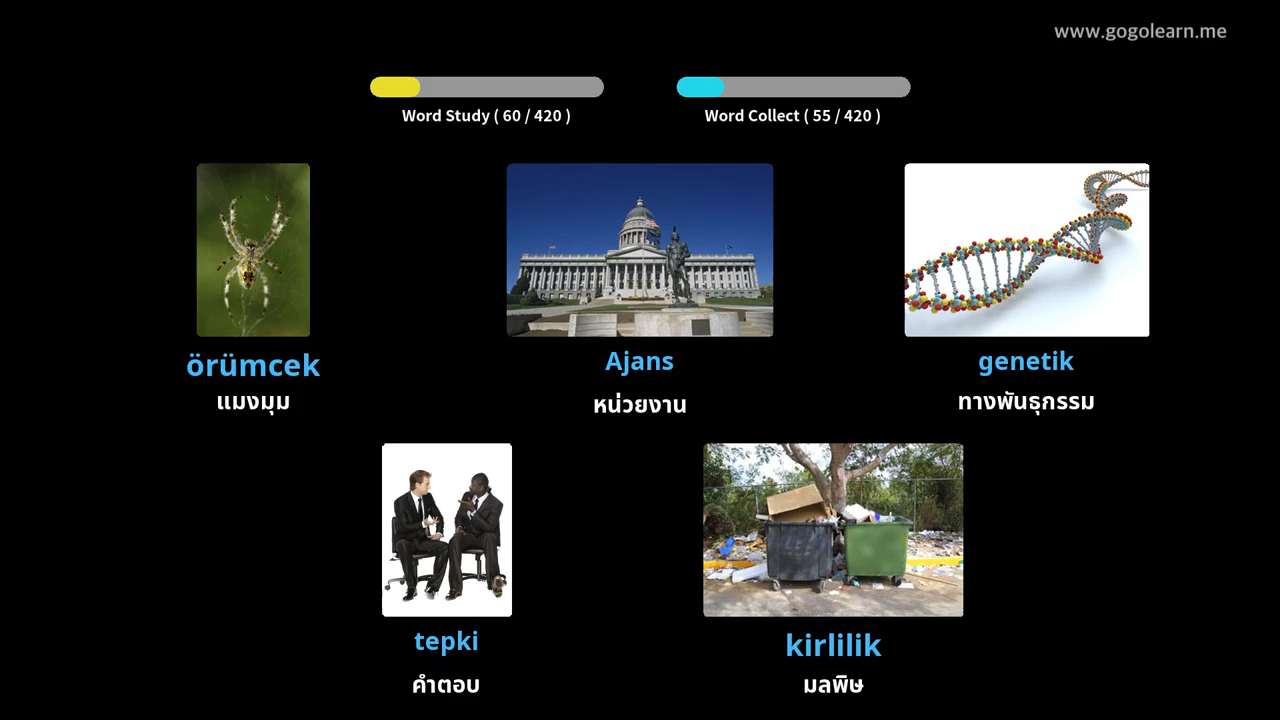 www.gogolearn.me
Word Study ( 60 / 420 )
Word Collect ( 55 / 420 )
örümcek
แมงมุม
Ajans
หน่วยงาน
genetik
ทางพันธุกรรม
tepki
คำตอบ
kirlilik
มลพิษ